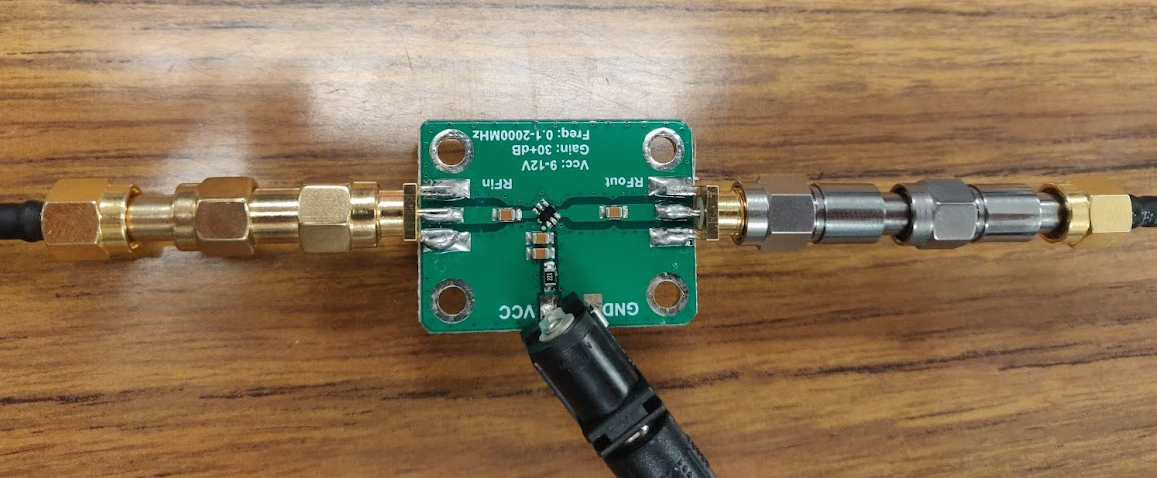 GND
VCC
RFout
RFin
Vcc: 9-12V
Gain: 30+dB
Freq: 0.1-2000MHz